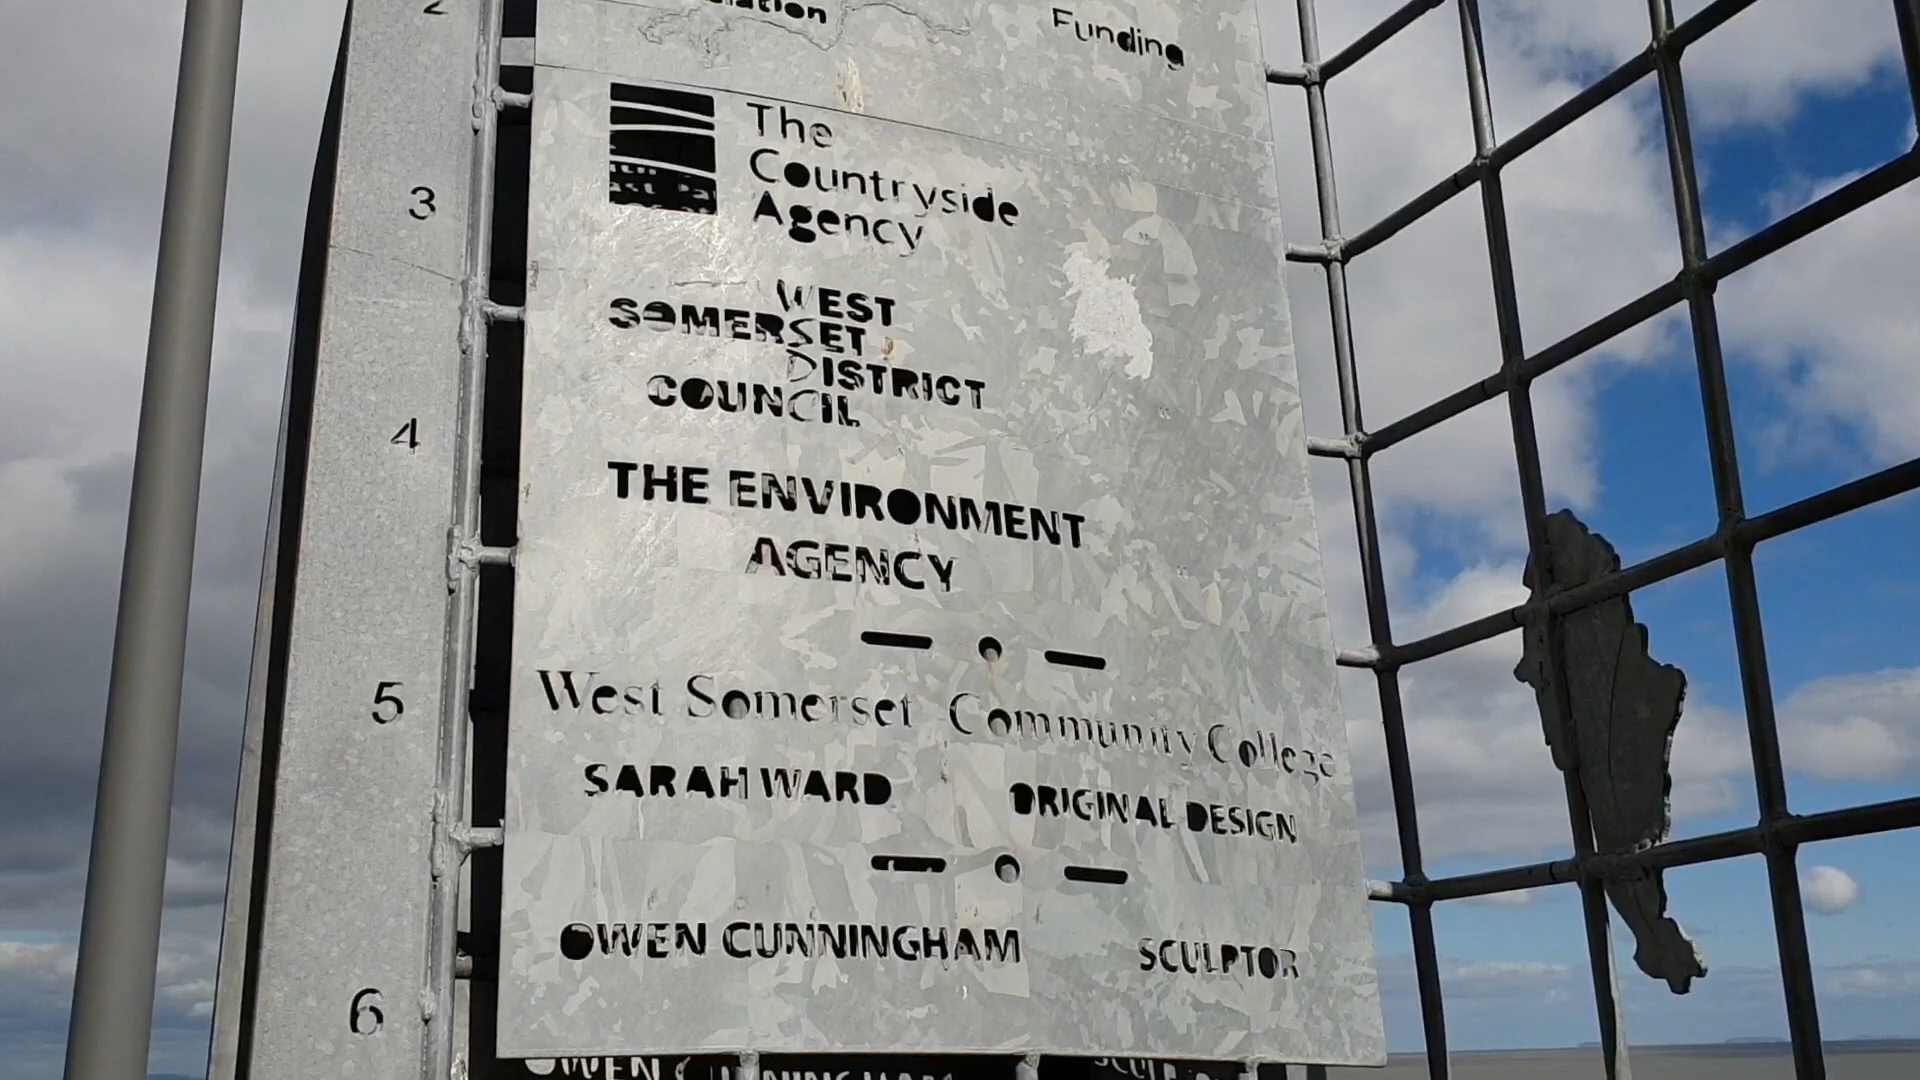 2
Funding
The
Countryside
Agency
3
WEST
SOMERSET
DISTRICT
COUNCIL
4
THE ENVIRONMENT
AGENCY
West Somerset Community College
5
SARAH WARD ORIGINAL DESIGN
OWEN CUNNINGHAM SCULPTOR
6